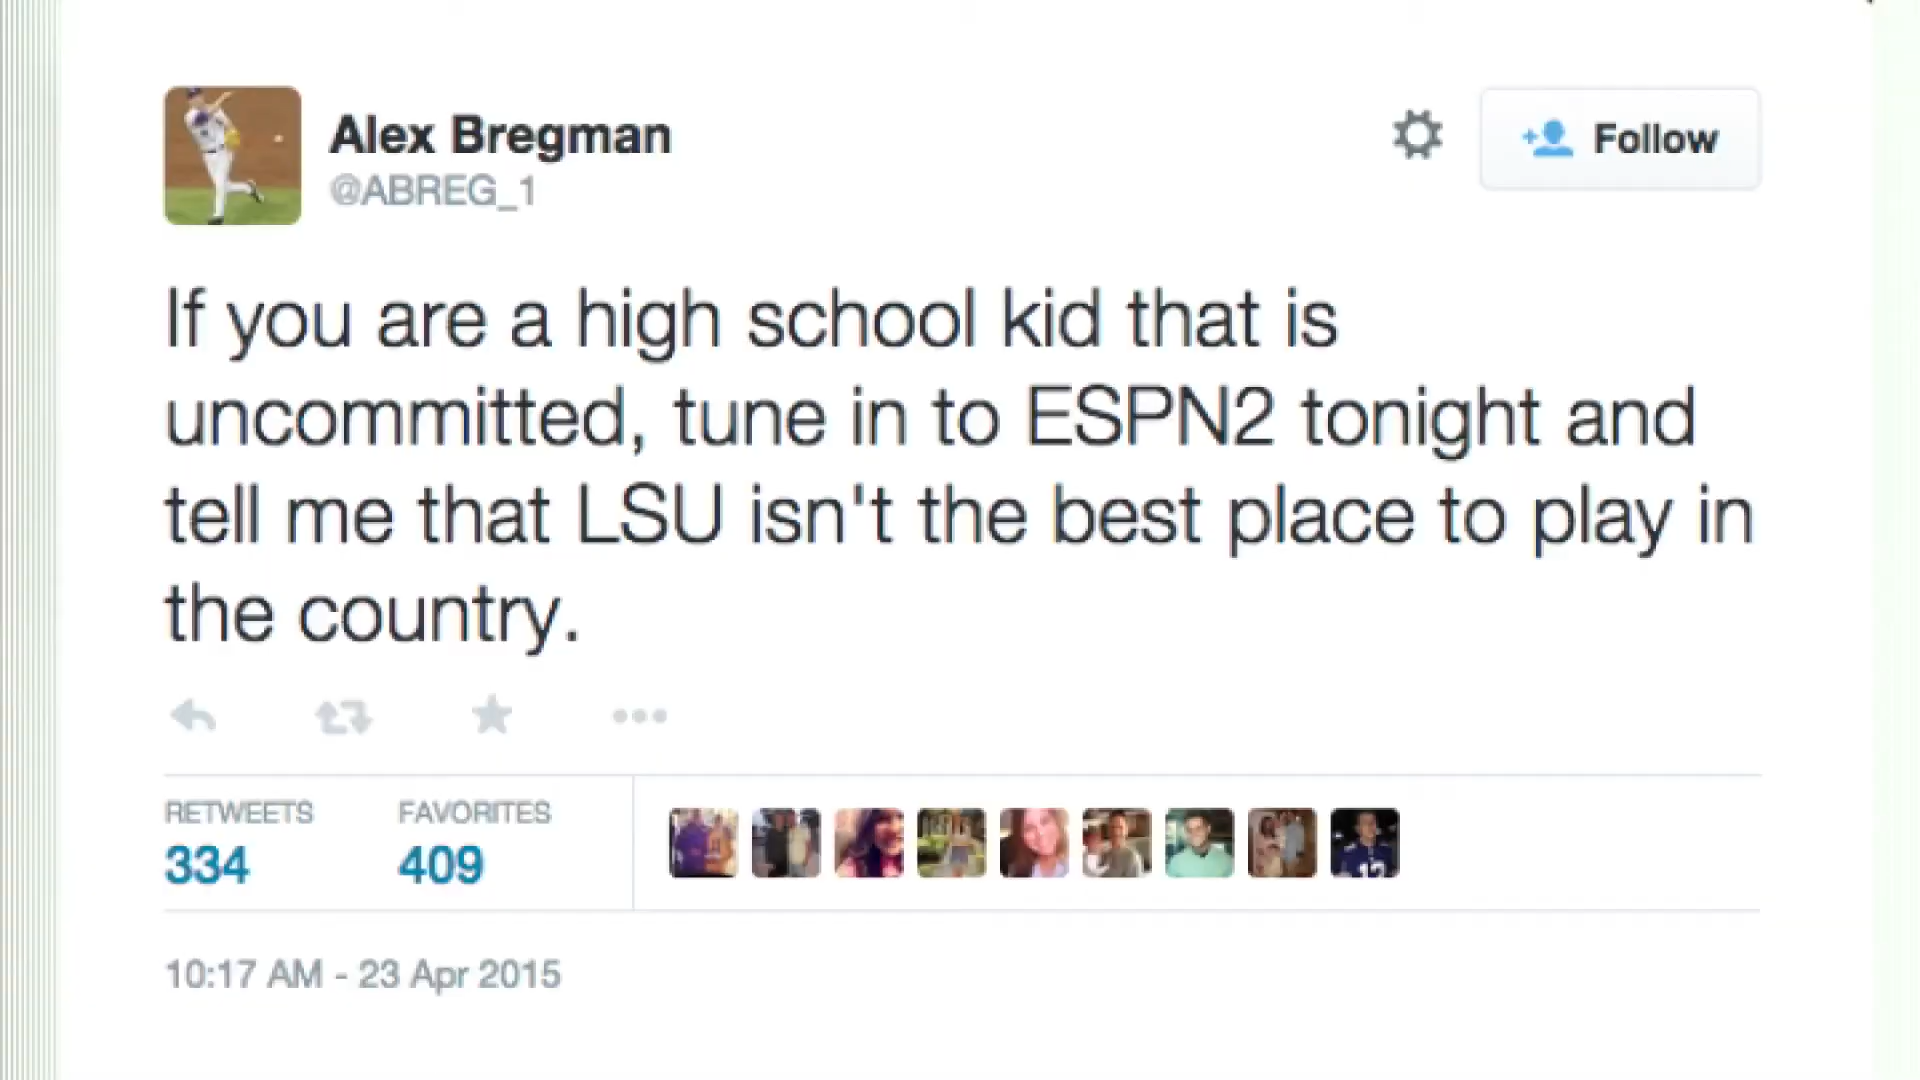 Alex Bregman
@ABREG_1
Follow
If you are a high school kid that is
uncommitted, tune in to ESPN2 tonight and
tell me that LSU isn't the best place to play in
the country.
RETWEETS
334
FAVORITES
409
10:17 AM - 23 Apr 2015